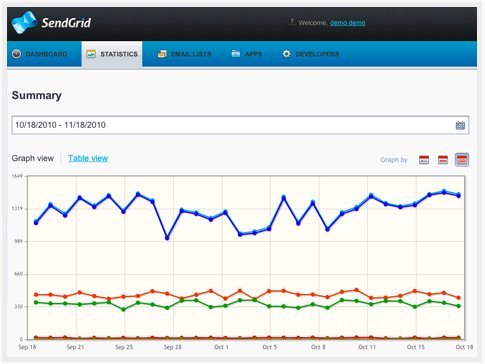 SendGrid
Welcome, demo demo
DASHBOARD
STATISTICS
EMAIL LISTS
APPS
DEVELOPERS
Summary
10/18/2010 - 11/18/2010
Graph view
Table view
Graph by
1649
1319
989
660
330
0
Sep 18
Sep 21
Sep 25
Sep 28
Oct 1
Oct 5
Oct 8
Oct 11
Oct 14
Oct 18